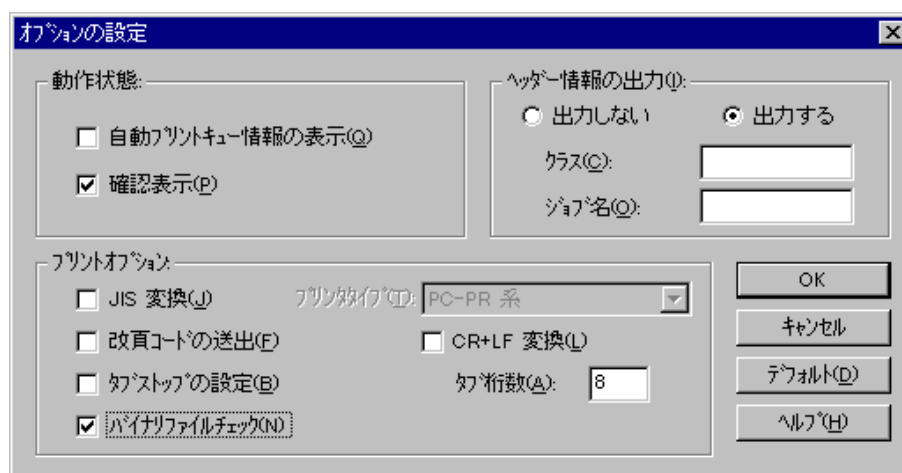 オプションの設定
動作状態:
自動プリントキュー情報の表示(Q)
確認表示(P)
ヘッダー情報の出力(I):
出力しない 出力する
クラス(C):
ジョブ名(O):
プリントオプション:
JIS 変換(J) プリンタタイプ(T): PC-PR 系
改頁コードの送出(F) CR+LF 変換(L)
タブストップの設定(B) タブ桁数(A): 8
バイナリファイルチェック(N)
OK
キャンセル
デフォルト(D)
ヘルプ(H)